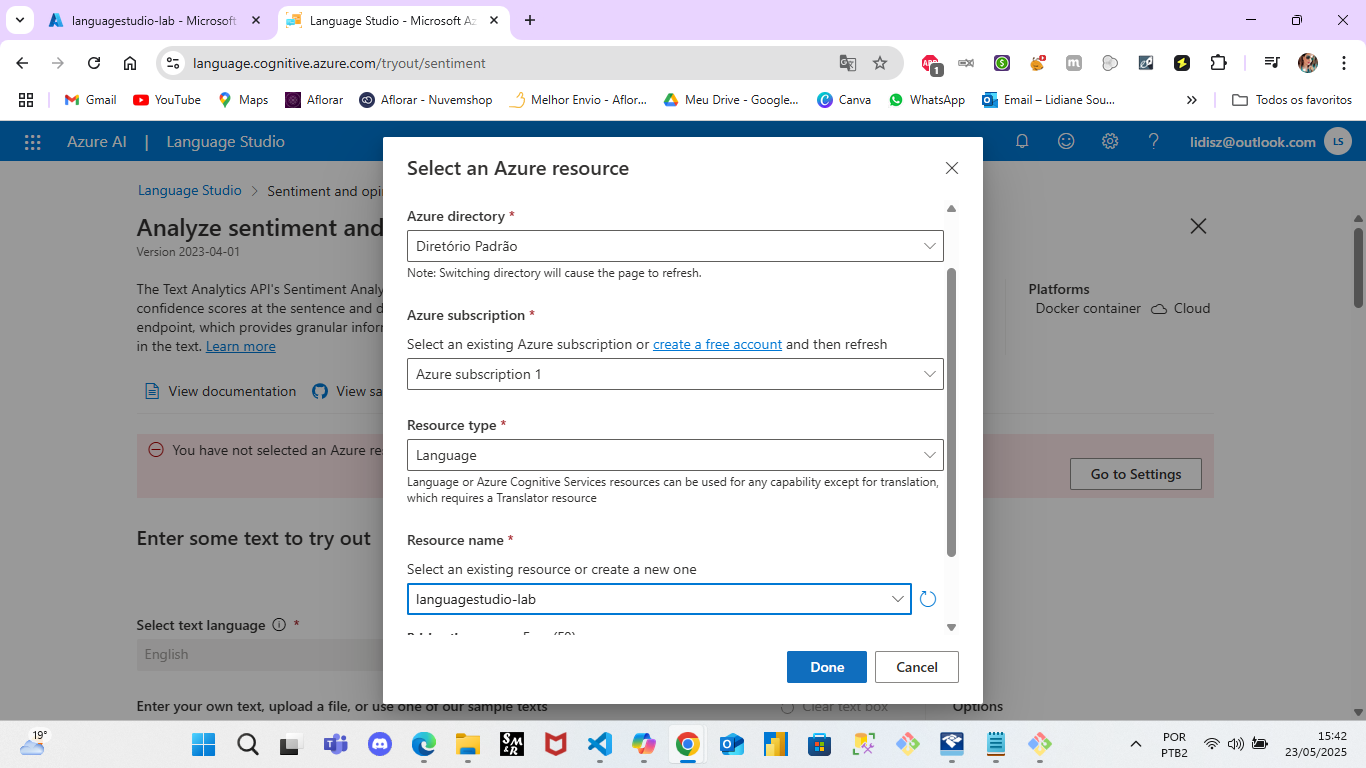 languagestudio-lab - Microsoft
Language Studio - Microsoft Az
language.cognitive.azure.com/tryout/sentiment
1
Gmail
YouTube
Maps
Aflorar
Aflorar - Nuvemshop
Melhor Envio - Aflor...
Meu Drive - Google...
Canva
WhatsApp
Email – Lidiane Sou...
Todos os favoritos
Azure AI | Language Studio
lidisz@outlook.com
LS
Language Studio > Sentiment and opi
Analyze sentiment and
Version 2023-04-01
The Text Analytics API's Sentiment Analy
confidence scores at the sentence and d
endpoint, which provides granular infor
in the text. Learn more
View documentation
View sa
Platforms
Docker container
Cloud
You have not selected an Azure re
Go to Settings
Enter some text to try out
Select text language *
English
Enter your own text, upload a file, or use one of our sample texts
Clear text box
Options
Select an Azure resource
Azure directory *
Diretório Padrão
Note: Switching directory will cause the page to refresh.
Azure subscription *
Select an existing Azure subscription or create a free account and then refresh
Azure subscription 1
Resource type *
Language
Language or Azure Cognitive Services resources can be used for any capability except for translation,
which requires a Translator resource
Resource name *
Select an existing resource or create a new one
languagestudio-lab
Done
Cancel
19°
SM
&R
POR
PTB2
15:42
23/05/2025